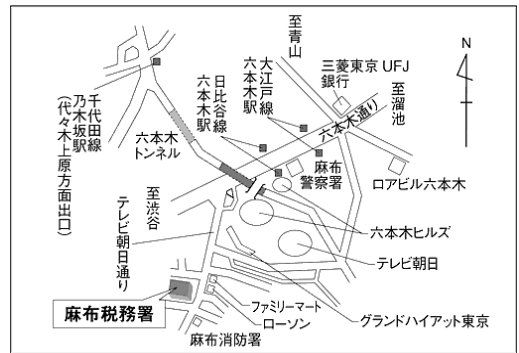 至青山
N
三菱東京UFJ
銀行
至溜池
大江戸線
六本木駅
日比谷線
六本木駅
六本木通り
千代田線
乃木坂駅
（代々木上原方面出口）
六本木
トンネル
麻布
警察署
ロアビル六本木
至渋谷
テレビ朝日通り
六本木ヒルズ
テレビ朝日
麻布税務署
ファミリーマート
ローソン
グランドハイアット東京
麻布消防署